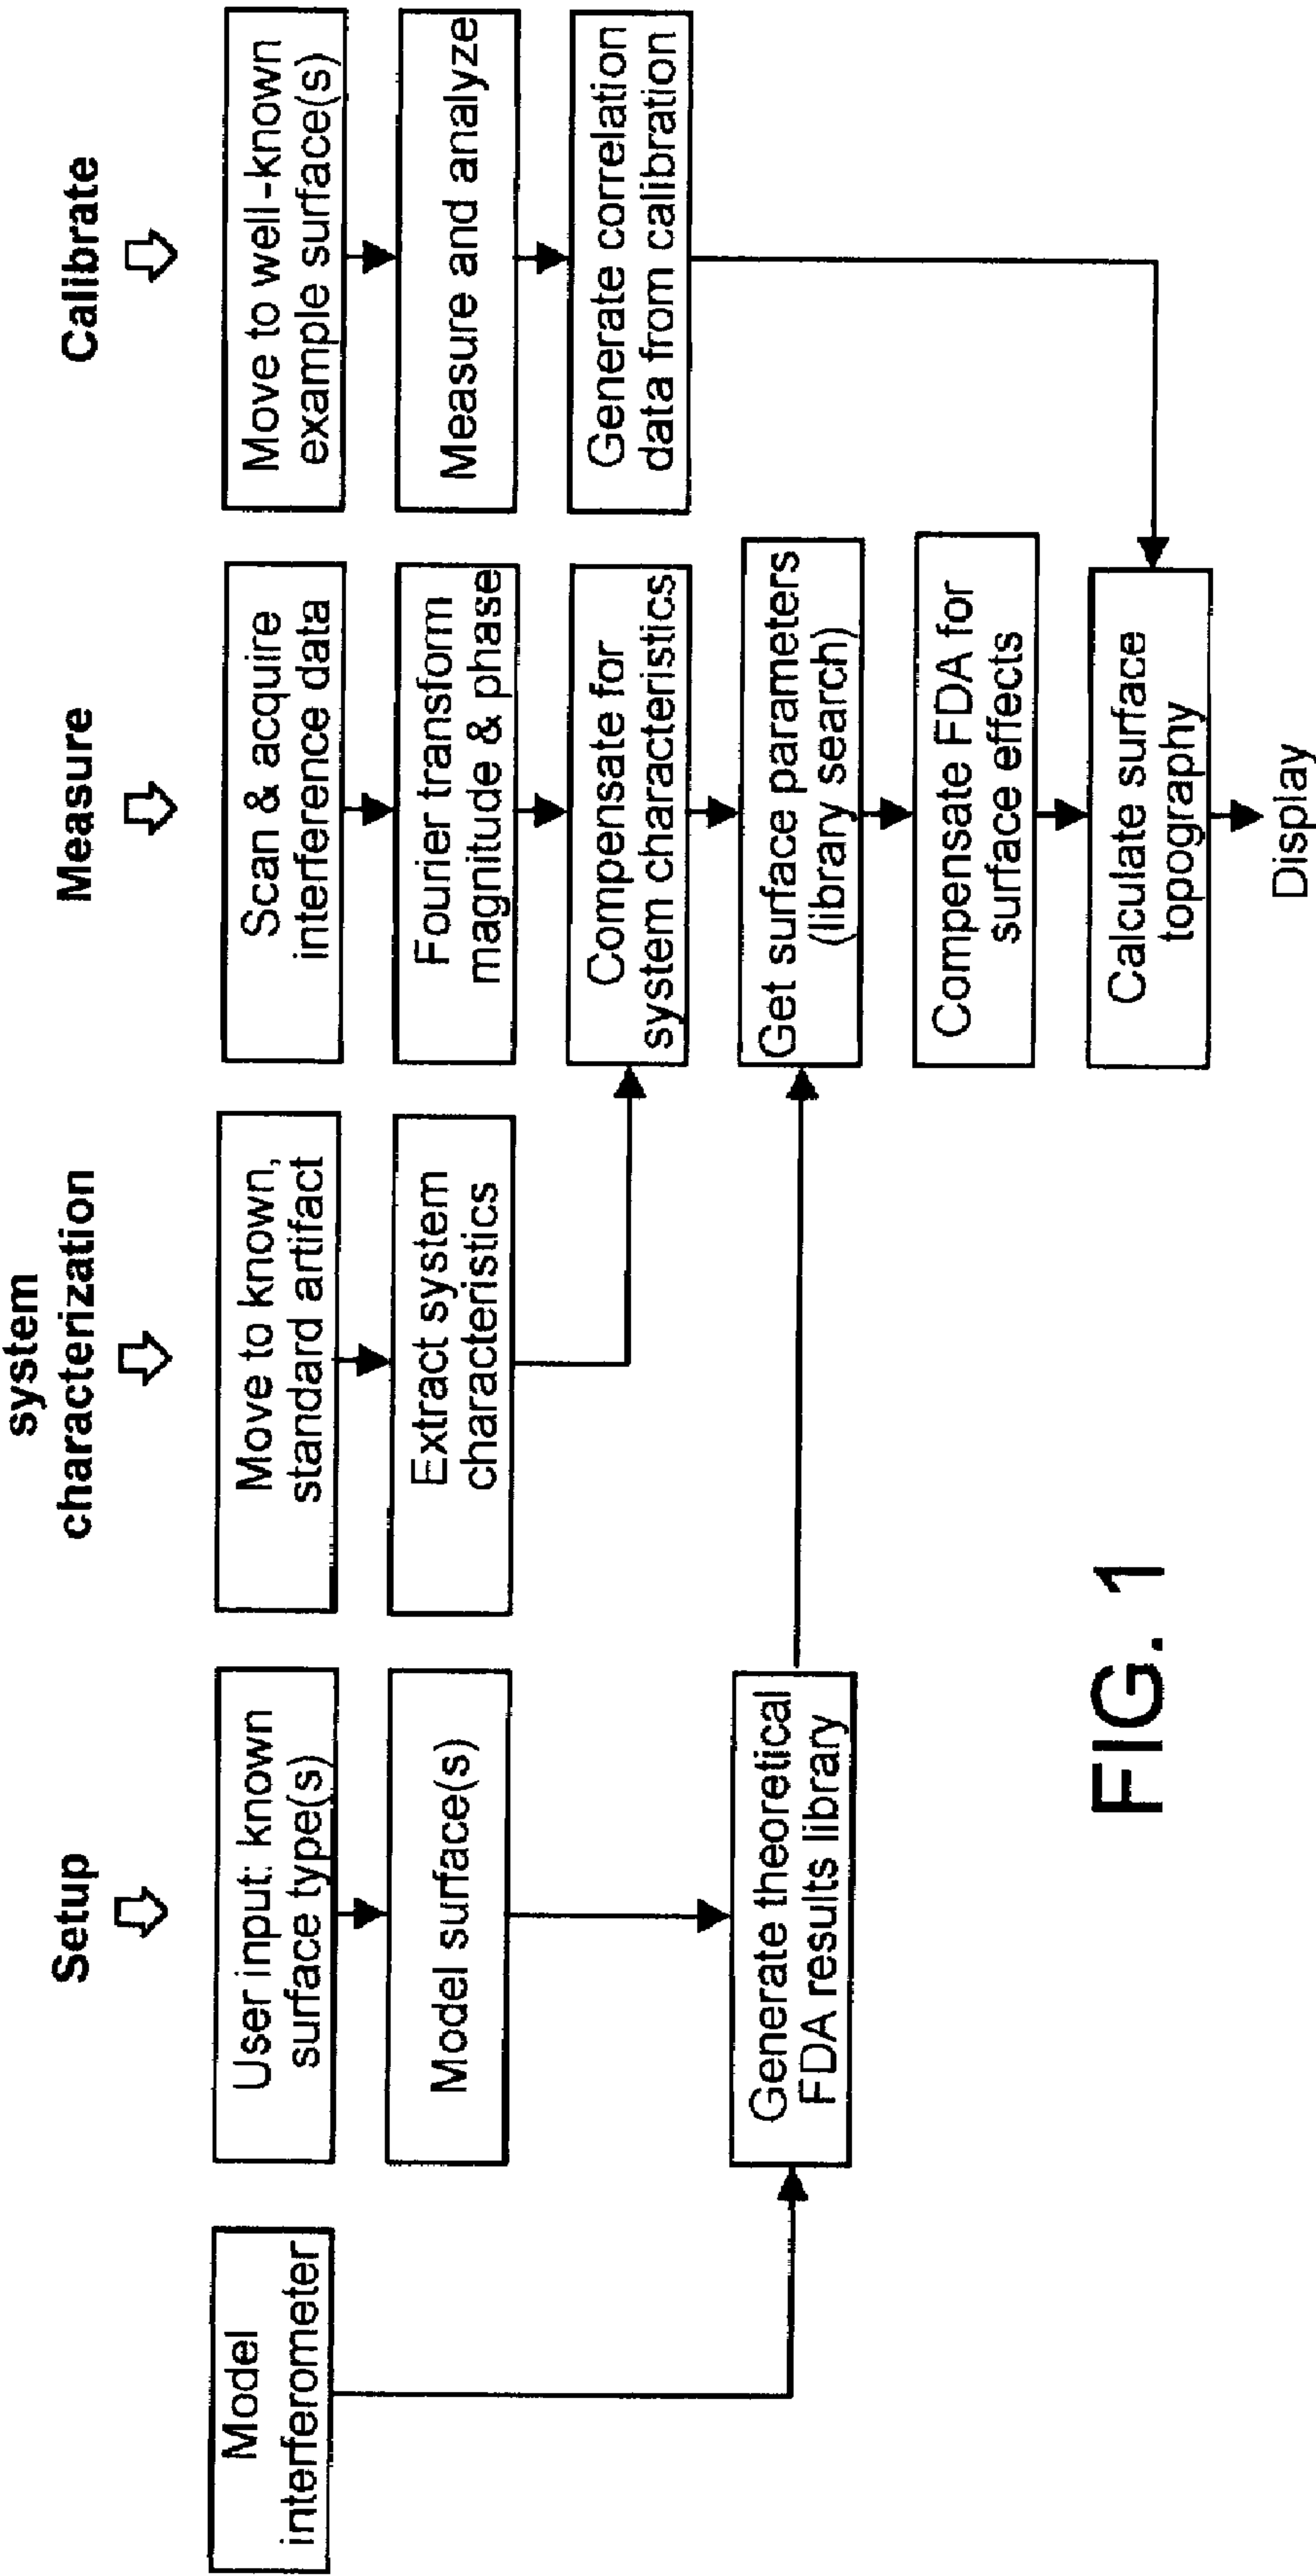 Setup
system
characterization
Measure
Calibrate
Model
interferometer
User input: known
surface type(s)
Model surface(s)
Generate theoretical
FDA results library
Move to known,
standard artifact
Extract system
characteristics
Scan & acquire
interference data
Fourier transform
magnitude & phase
Compensate for
system characteristics
Get surface parameters
(library search)
Compensate FDA for
surface effects
Calculate surface
topography
Display
Move to well-known
example surface(s)
Measure and analyze
Generate correlation
data from calibration
FIG. 1